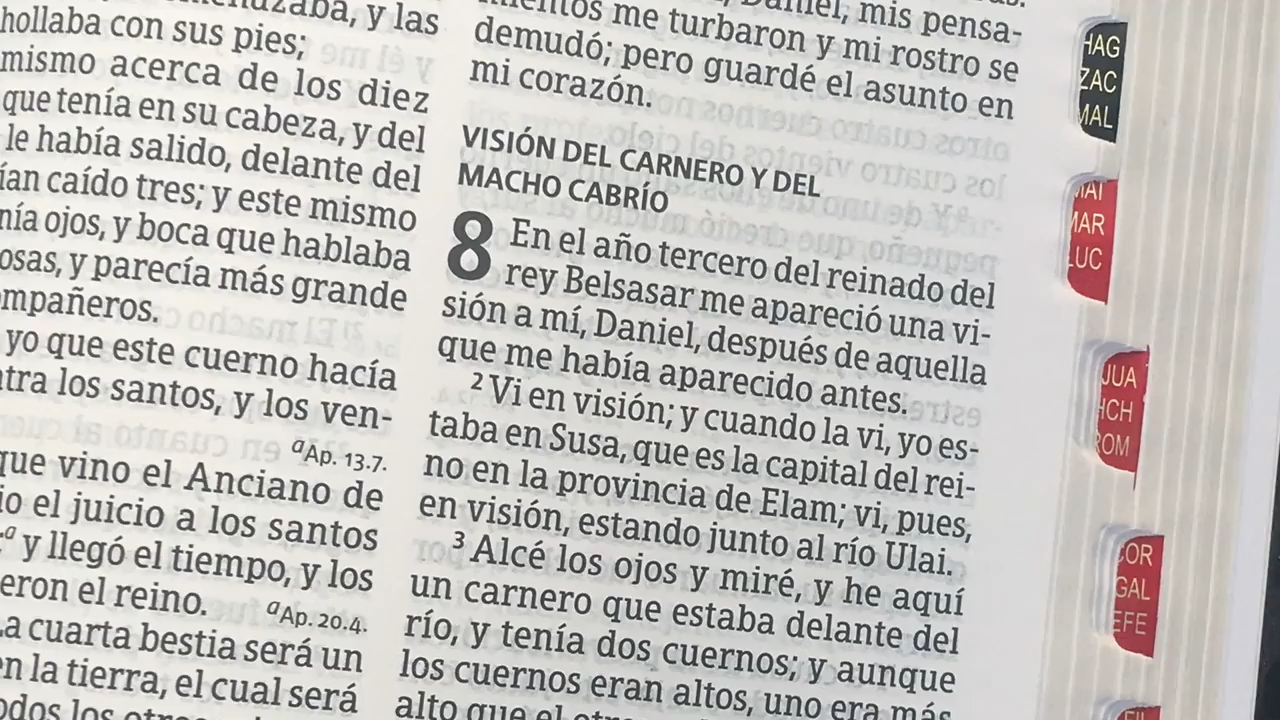 y las
hollaba con sus pies;
mismo acerca de los diez
que tenía en su cabeza, y del
le había salido, delante del
caído tres; y este mismo
ojos, y boca que hablaba
y parecía más grande
yo que este cuerno hacía
los santos, y los ven-
aAp. 13.7.
que vino el Anciano de
el juicio a los santos
a y llegó el tiempo, y los
el reino. aAp. 20.4.
La cuarta bestia será un
en la tierra, el cual será
los
Daniel, mis pensa-
me turbaron y mi rostro se
demudó; pero guardé el asunto en
mi corazón.
VISIÓN DEL CARNERO Y DEL
MACHO CABRÍO
8 En el año tercero del reinado del
rey Belsasar me apareció una vi-
sión a mí, Daniel, después de aquella
que me había aparecido antes.
2 Vi en visión; y cuando la vi, yo es-
taba en Susa, que es la capital del rei-
no en la provincia de Elam; vi, pues,
en visión, estando junto al río Ulai.
3 Alcé los ojos y miré, y he aquí
un carnero que estaba delante del
río, y tenía dos cuernos; y aunque
los cuernos eran altos, uno era más
alto que el
HAG
ZAC
MAL
MAR
LUC
JUA
HCH
ROM
COR
GAL
EFE